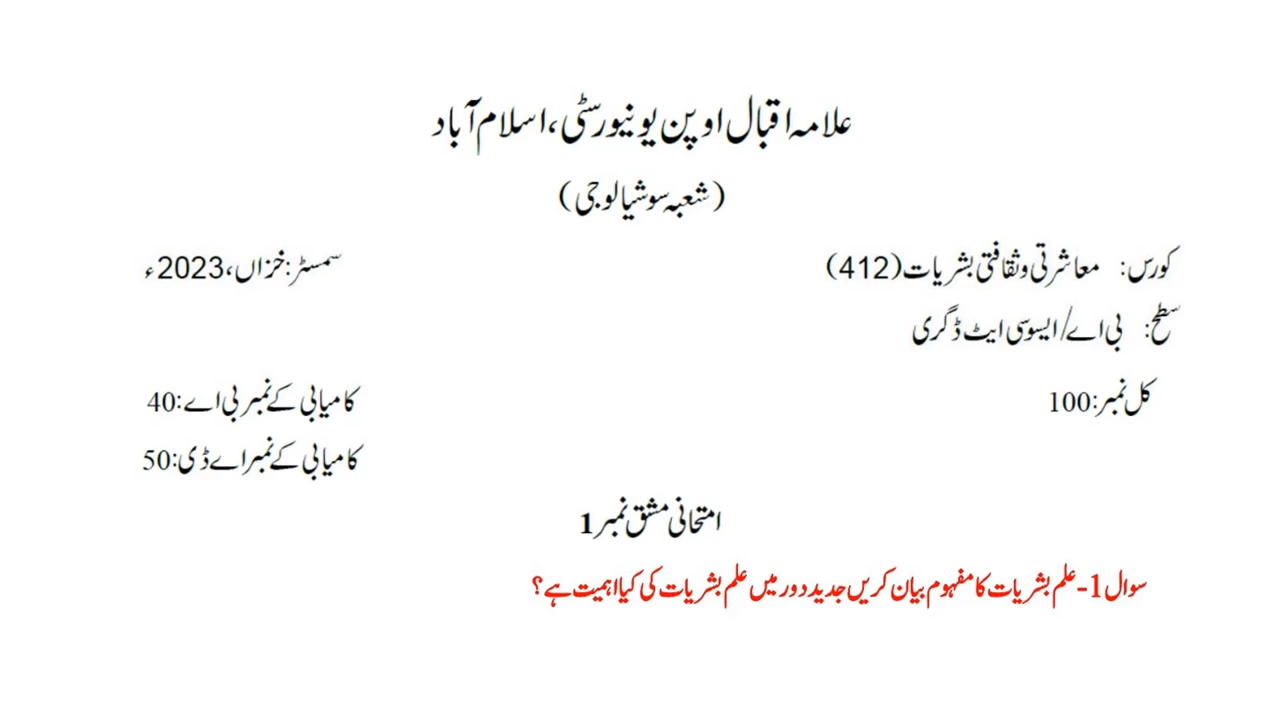 علامہ اقبال اوپن یونیورسٹی، اسلام آباد
(شعبہ سوشیالوجی)
کورس: معاشرتی و ثقافتی بشریات (412) سمسٹر: خزاں، 2023ء
سطح: بی اے/ ایسوسی ایٹ ڈگری
کل نمبر: 100 کامیابی کے نمبر بی اے: 40
کامیابی کے نمبر اے ڈی: 50
امتحانی مشق نمبر 1
سوال 1- علم بشریات کا مفہوم بیان کریں جدید دور میں علم بشریات کی کیا اہمیت ہے؟